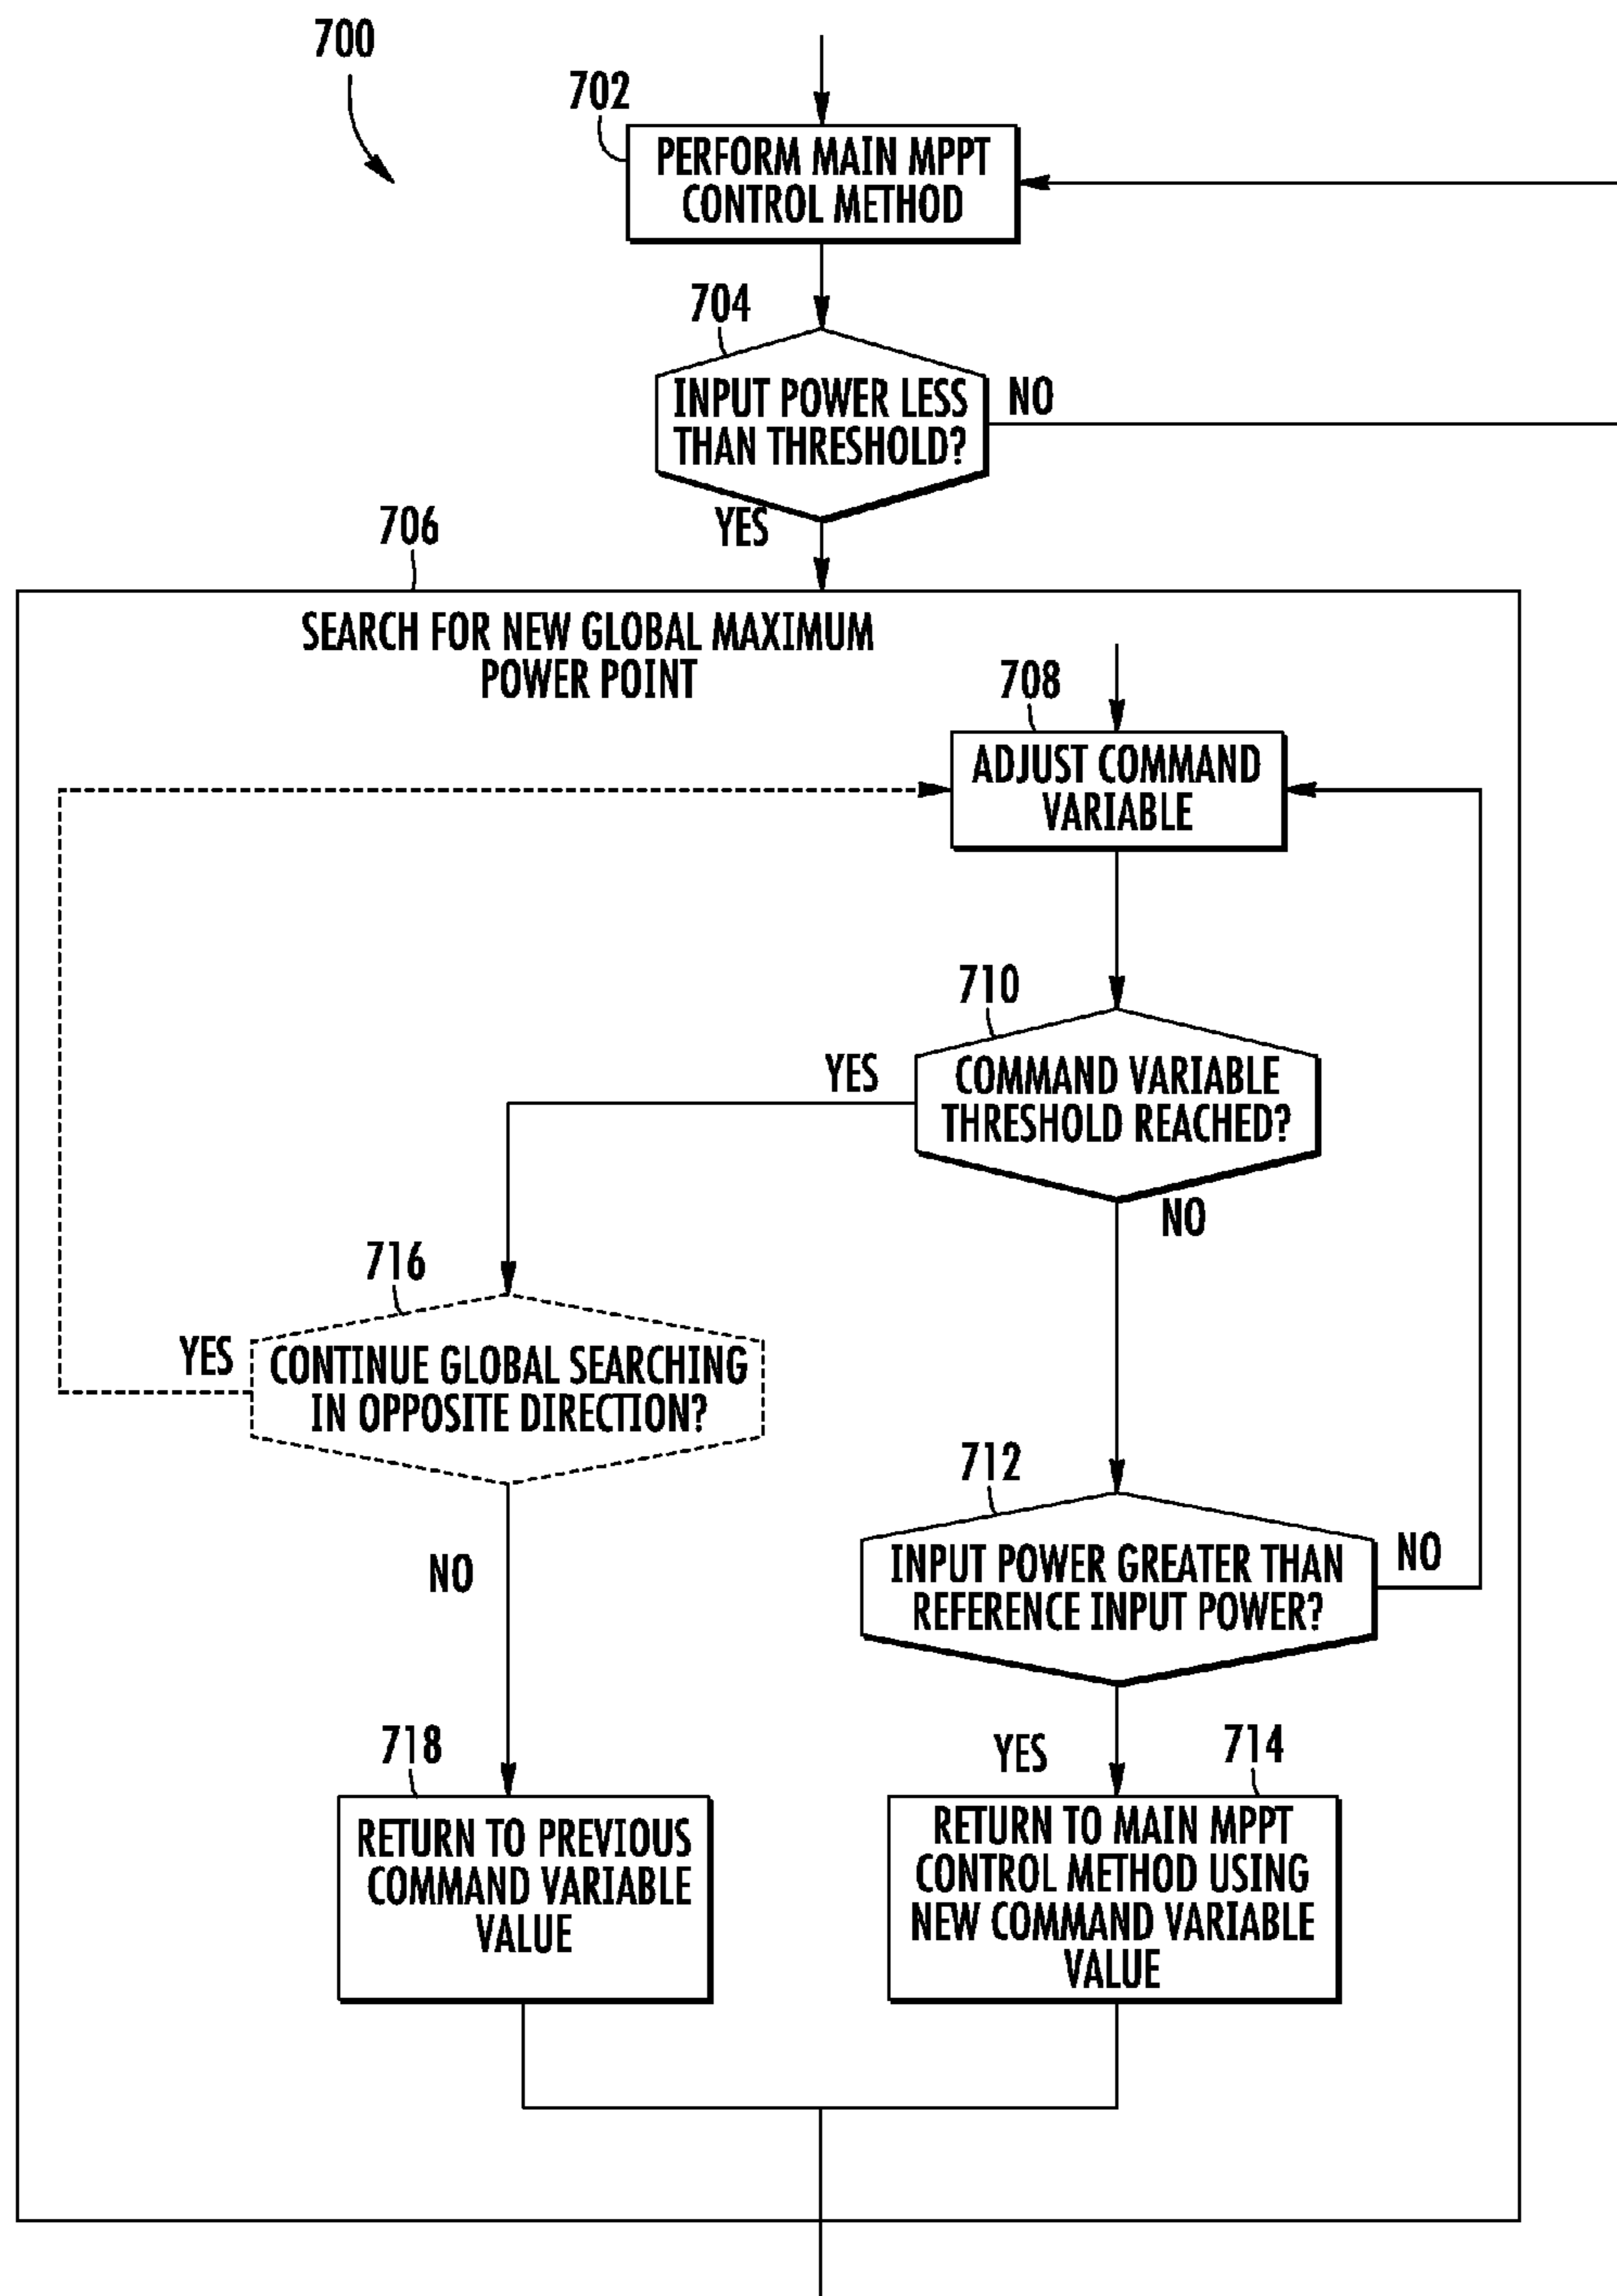 700
702
PERFORM MAIN MPPT
CONTROL METHOD
704
INPUT POWER LESS
THAN THRESHOLD?
NO
YES
706
SEARCH FOR NEW GLOBAL MAXIMUM
POWER POINT
708
ADJUST COMMAND
VARIABLE
710
COMMAND VARIABLE
THRESHOLD REACHED?
YES
NO
716
CONTINUE GLOBAL SEARCHING
IN OPPOSITE DIRECTION?
YES
NO
712
INPUT POWER GREATER THAN
REFERENCE INPUT POWER?
NO
YES
718
RETURN TO PREVIOUS
COMMAND VARIABLE
VALUE
714
RETURN TO MAIN MPPT
CONTROL METHOD USING
NEW COMMAND VARIABLE
VALUE